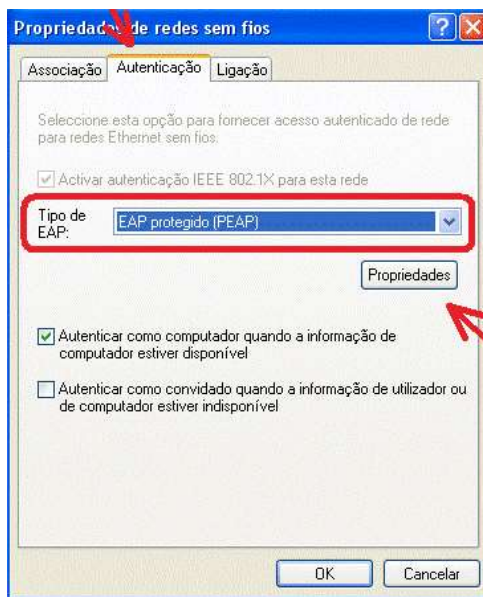 Propriedades de redes sem fios
Associação Autenticação Ligação
Seleccione esta opção para fornecer acesso autenticado de rede
para redes Ethernet sem fios.
Activar autenticação IEEE 802.1X para esta rede
Tipo de
EAP:
EAP protegido (PEAP)
Propriedades
Autenticar como computador quando a informação de
computador estiver disponível
Autenticar como convidado quando a informação de utilizador ou
de computador estiver indisponível
OK Cancelar